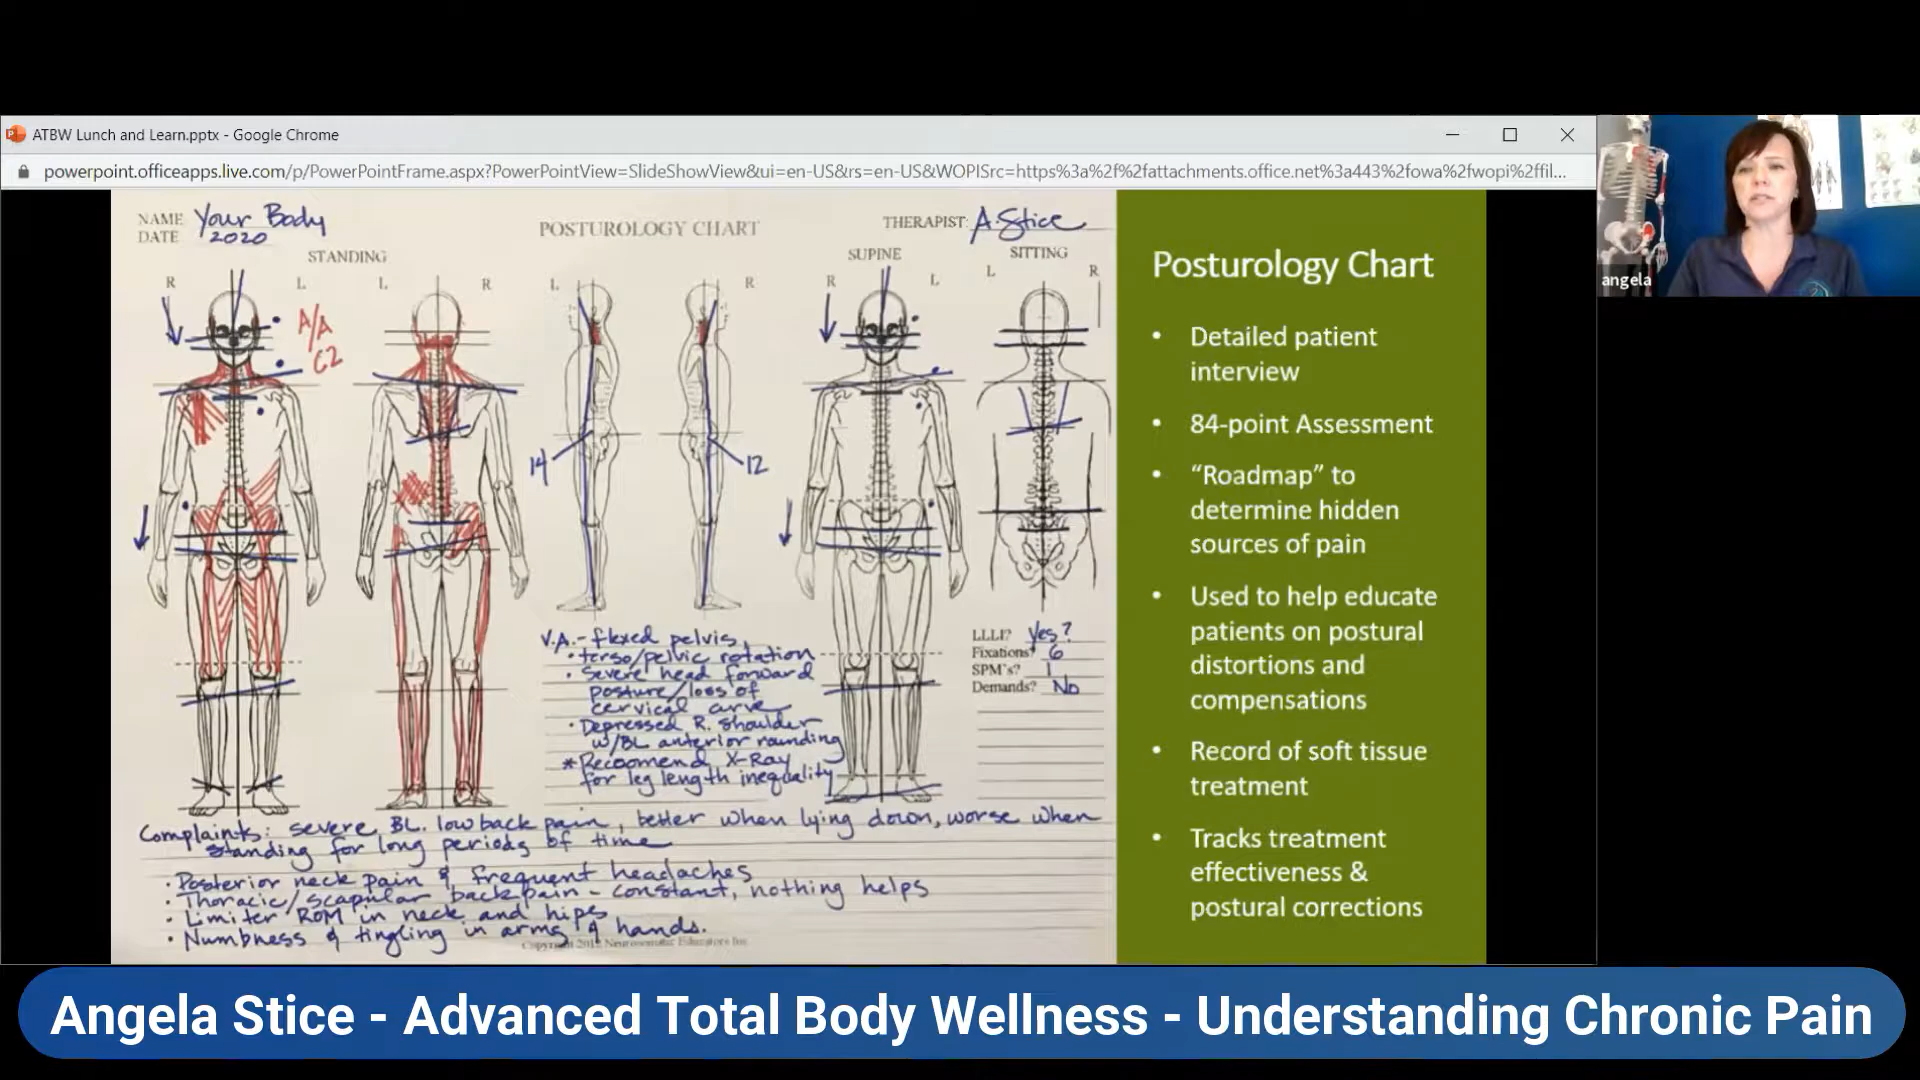 ATBW Lunch and Learn.pptx - Google Chrome
powerpoint.officeapps.live.com/p/PowerPointFrame.aspx?PowerPointView=SlideShowView&ui=en-US&rs=en-US&WOPISrc=https%3a%2f%2fattachments.office.net%3a443%2fowa%2fwopi%2ffil...
angela
NAME Your Body
DATE 2020
POSTUROLOGY CHART
THERAPIST: A. Stice
STANDING
SUPINE
SITTING
R L L R L R R L L R
A/A
C2
14
12
V.A. - flexed pelvis,
• torso/pelvic rotation
• Severe head forward
posture/loss of
cervical curve
• Depressed R. shoulder
w/BL anterior rounding
* Recoomend X-Ray
for leg length inequality
LLLI? Yes?
Fixations? 6
SPM's? 1
Demands? No
Complaints: severe BL. low back pain, better when lying down, worse when
standing for long periods of time
• Posterior neck pain & frequent headaches
• Thoracic/scapular back pain - constant, nothing helps
• Limiter ROM in neck and hips
• Numbness & tingling in arms & hands.
Neurosomatic Educators Inc
Posturology Chart
• Detailed patient
interview
• 84-point Assessment
• “Roadmap” to
determine hidden
sources of pain
• Used to help educate
patients on postural
distortions and
compensations
• Record of soft tissue
treatment
• Tracks treatment
effectiveness &
postural corrections
Angela Stice - Advanced Total Body Wellness - Understanding Chronic Pain